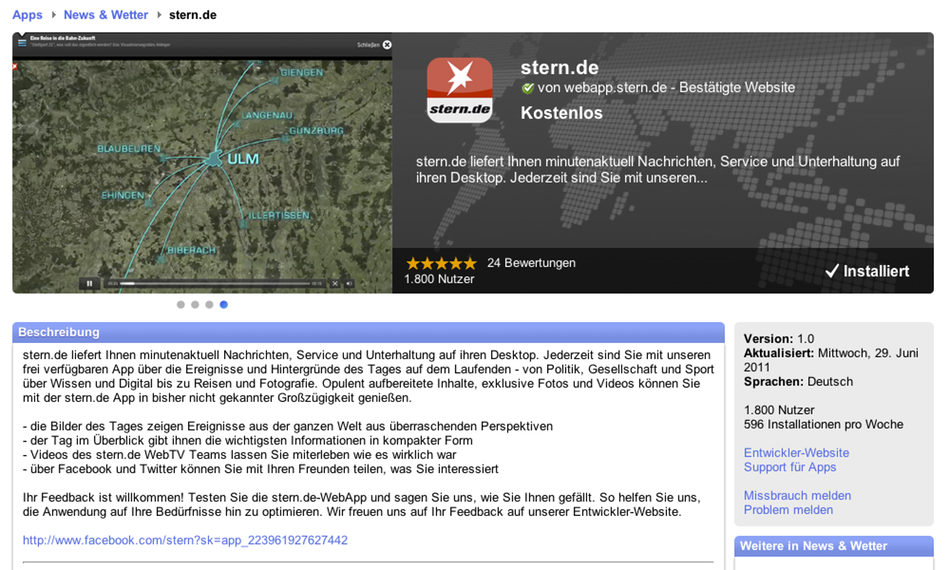 Apps News & Wetter stern.de
Eine Reise in die Bahn-Zukunft
Schließen
GIENGEN
LANGENAU
GÜNZBURG
BLAUBEUREN
ULM
EHINGEN
ILLERTISSEN
BIBERACH
stern.de
stern.de
von webapp.stern.de - Bestätigte Website
Kostenlos
stern.de liefert Ihnen minutenaktuell Nachrichten, Service und Unterhaltung auf
ihren Desktop. Jederzeit sind Sie mit unseren...
24 Bewertungen
1.800 Nutzer
Installiert
Beschreibung
stern.de liefert Ihnen minutenaktuell Nachrichten, Service und Unterhaltung auf ihren Desktop. Jederzeit sind Sie mit unseren
frei verfügbaren App über die Ereignisse und Hintergründe des Tages auf dem Laufenden - von Politik, Gesellschaft und Sport
über Wissen und Digital bis zu Reisen und Fotografie. Opulent aufbereitete Inhalte, exklusive Fotos und Videos können Sie
mit der stern.de App in bisher nicht gekannter Großzügigkeit genießen.
- die Bilder des Tages zeigen Ereignisse aus der ganzen Welt aus überraschenden Perspektiven
- der Tag im Überblick gibt ihnen die wichtigsten Informationen in kompakter Form
- Videos des stern.de WebTV Teams lassen Sie miterleben wie es wirklich war
- über Facebook und Twitter können Sie mit Ihren Freunden teilen, was Sie interessiert
Ihr Feedback ist willkommen! Testen Sie die stern.de-WebApp und sagen Sie uns, wie Sie Ihnen gefällt. So helfen Sie uns,
die Anwendung auf Ihre Bedürfnisse hin zu optimieren. Wir freuen uns auf Ihr Feedback auf unserer Entwickler-Website.
http://www.facebook.com/stern?sk=app_223961927627442
Version: 1.0
Aktualisiert: Mittwoch, 29. Juni
2011
Sprachen: Deutsch
1.800 Nutzer
596 Installationen pro Woche
Entwickler-Website
Support für Apps
Missbrauch melden
Problem melden
Weitere in News & Wetter